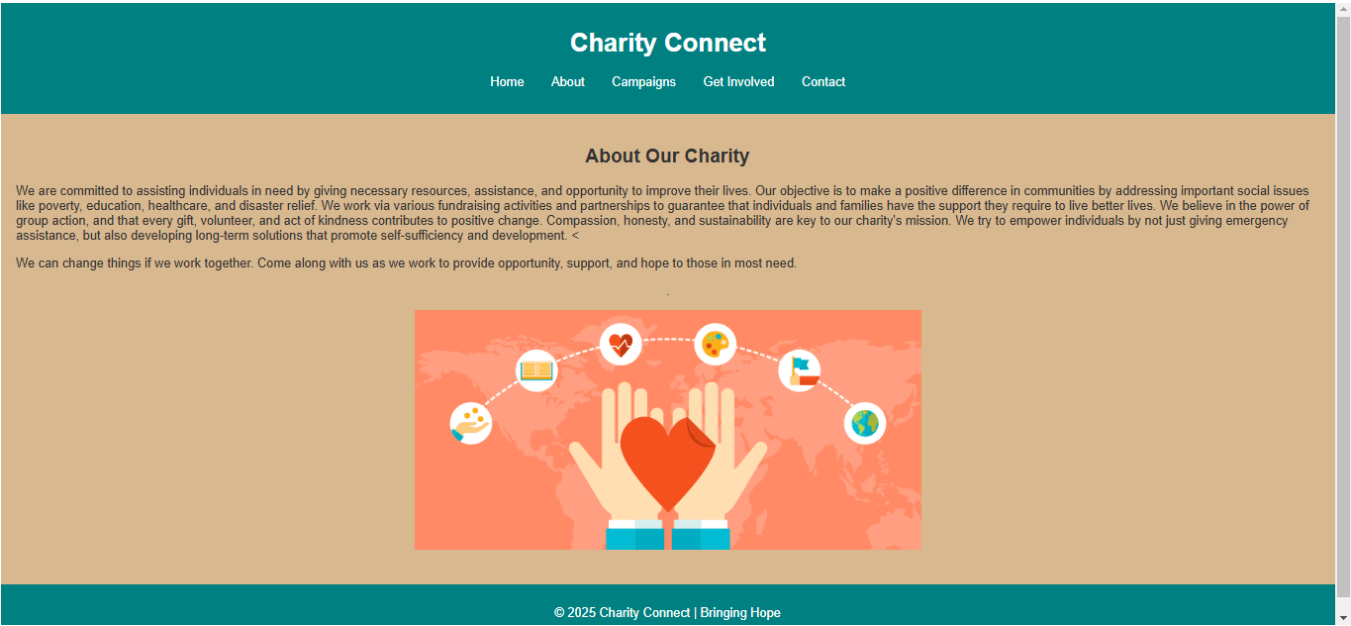 Charity Connect
Home About Campaigns Get Involved Contact
About Our Charity
We are committed to assisting individuals in need by giving necessary resources, assistance, and opportunity to improve their lives. Our objective is to make a positive difference in communities by addressing important social issues
like poverty, education, healthcare, and disaster relief. We work via various fundraising activities and partnerships to guarantee that individuals and families have the support they require to live better lives. We believe in the power of
group action, and that every gift, volunteer, and act of kindness contributes to positive change. Compassion, honesty, and sustainability are key to our charity's mission. We try to empower individuals by not just giving emergency
assistance, but also developing long-term solutions that promote self-sufficiency and development. <
We can change things if we work together. Come along with us as we work to provide opportunity, support, and hope to those in most need.
.
© 2025 Charity Connect | Bringing Hope